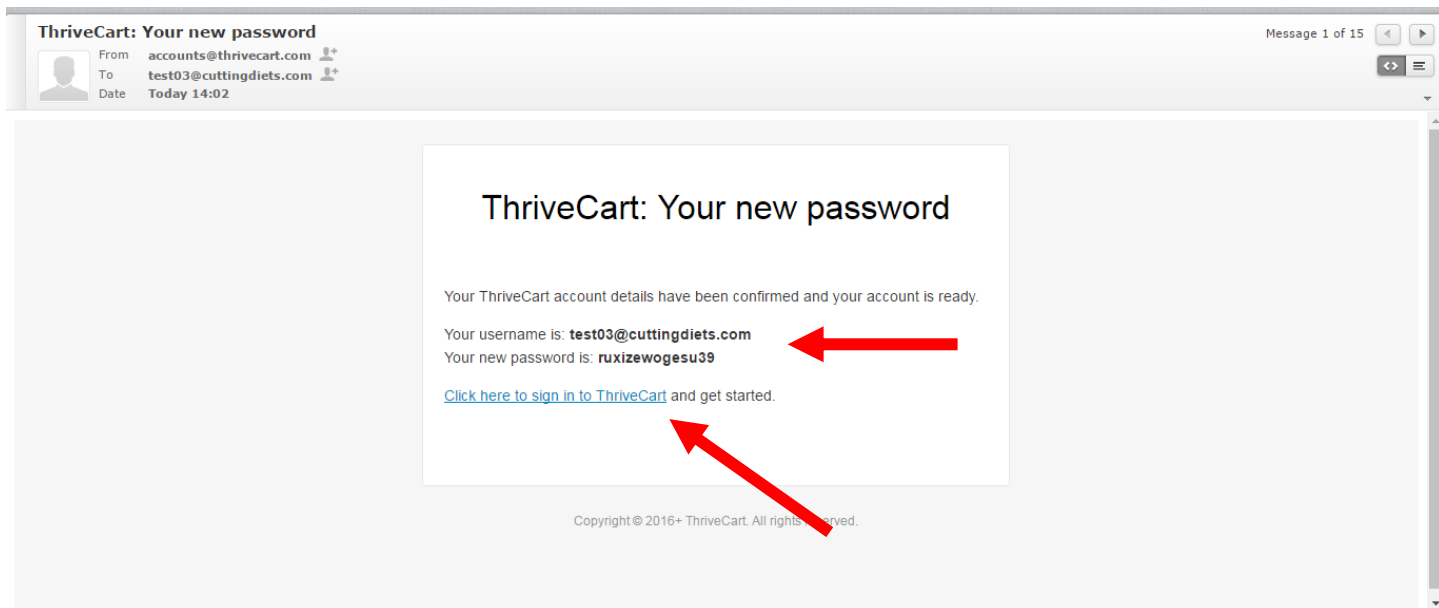 ThriveCart: Your new password
Message 1 of 15
From accounts@thrivecart.com
To test03@cuttingdiets.com
Date Today 14:02
ThriveCart: Your new password
Your ThriveCart account details have been confirmed and your account is ready.
Your username is: test03@cuttingdiets.com
Your new password is: ruxizewogesu39
Click here to sign in to ThriveCart and get started.
Copyright © 2016+ ThriveCart. All rights reserved.